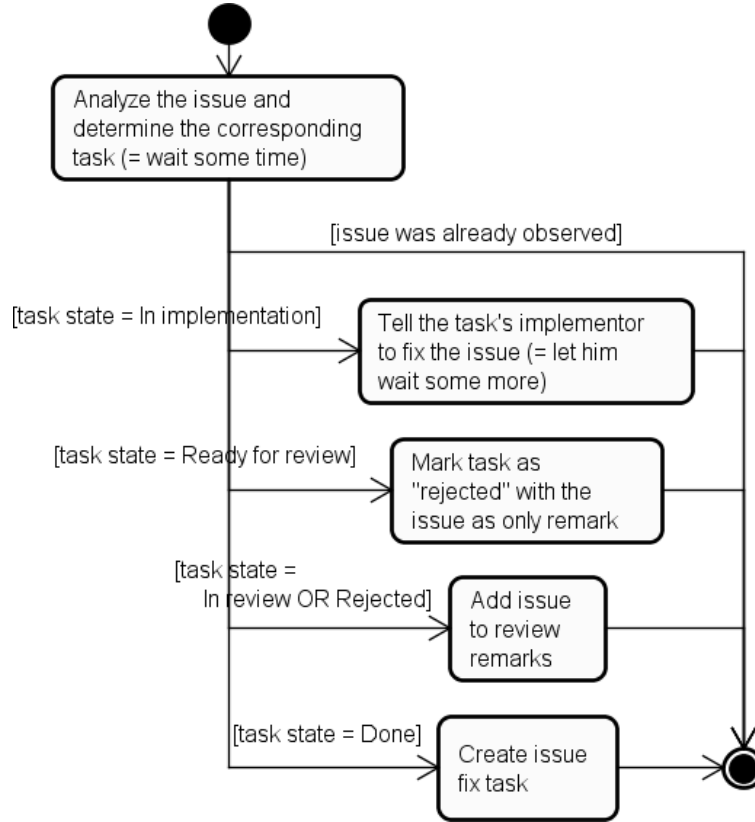 Analyze the issue and
determine the corresponding
task (= wait some time)
[issue was already observed]
[task state = In implementation]
Tell the task's implementor
to fix the issue (= let him
wait some more)
[task state = Ready for review]
Mark task as
"rejected" with the
issue as only remark
[task state =
In review OR Rejected]
Add issue
to review
remarks
[task state = Done]
Create issue
fix task